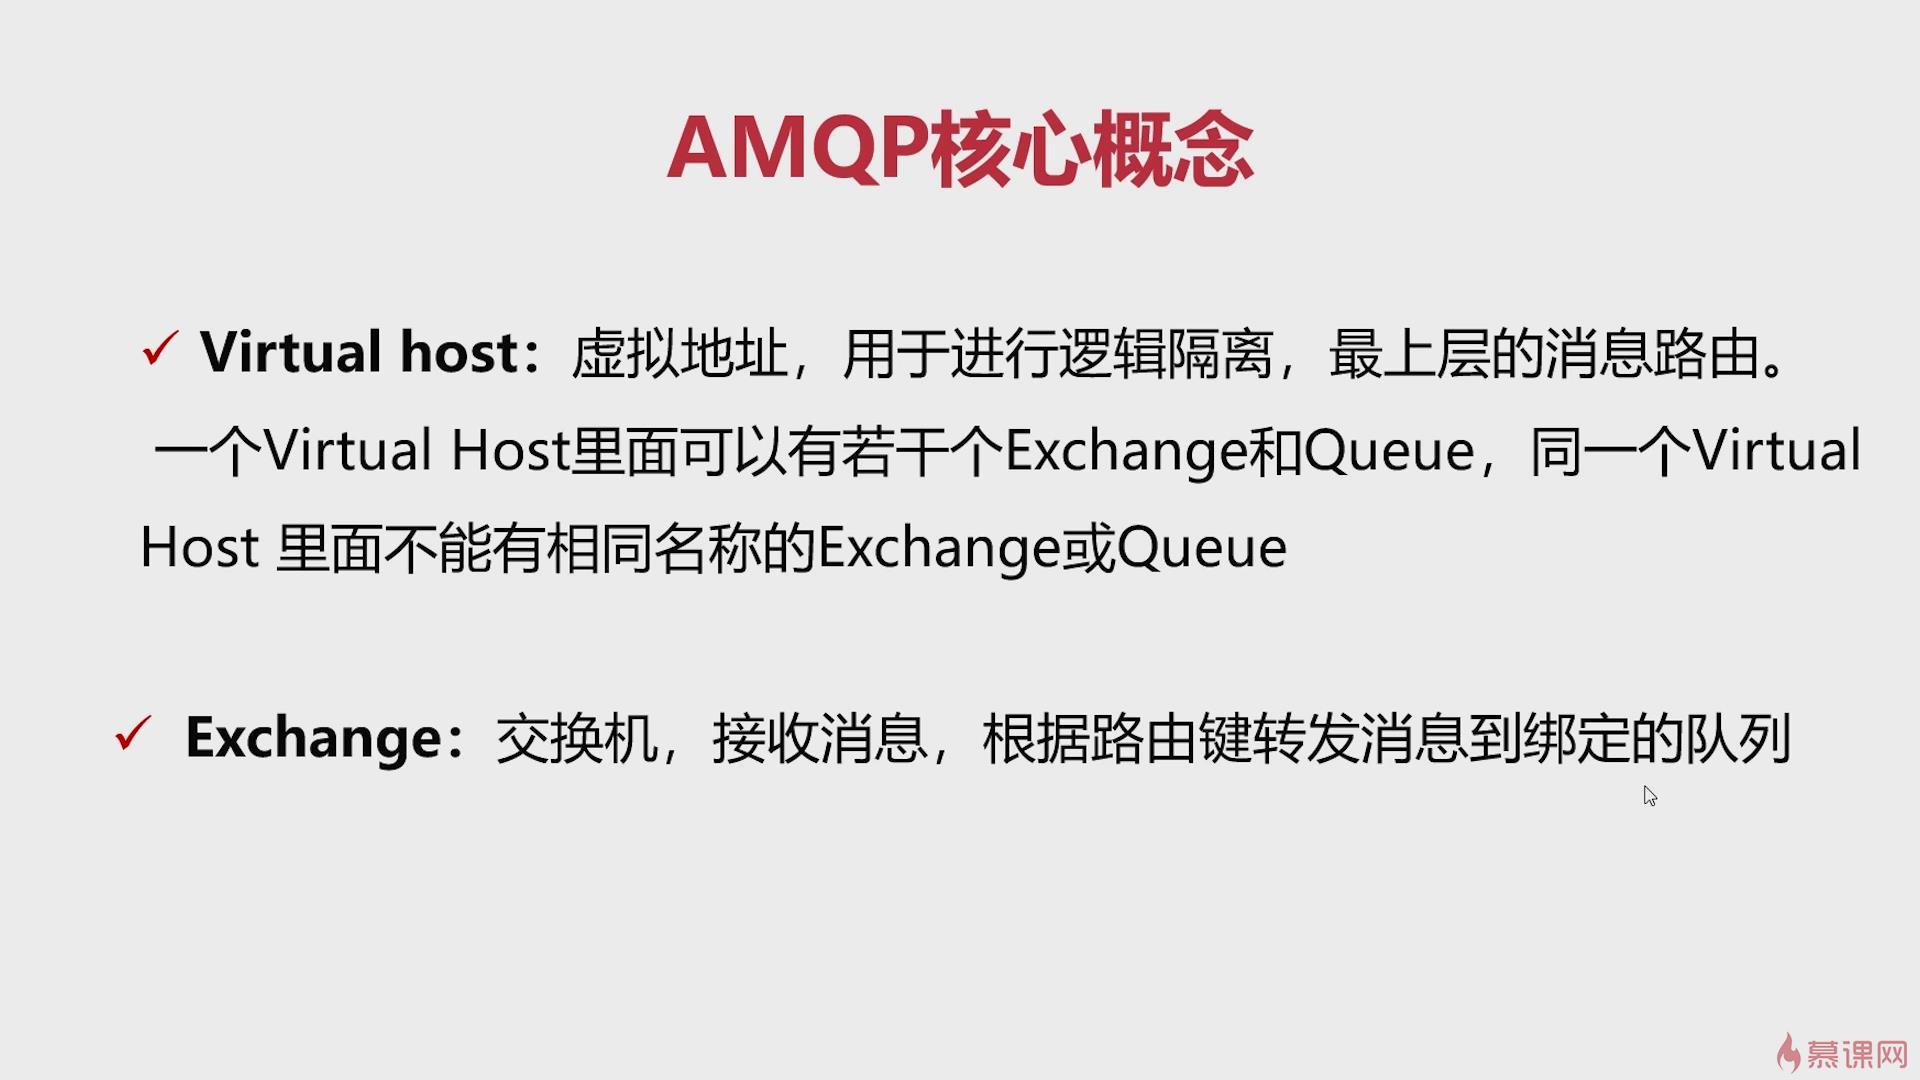 AMQP核心概念
✓ Virtual host：虚拟地址，用于进行逻辑隔离，最上层的消息路由。
一个Virtual Host里面可以有若干个Exchange和Queue，同一个Virtual
Host 里面不能有相同名称的Exchange或Queue
✓ Exchange：交换机，接收消息，根据路由键转发消息到绑定的队列
慕课网